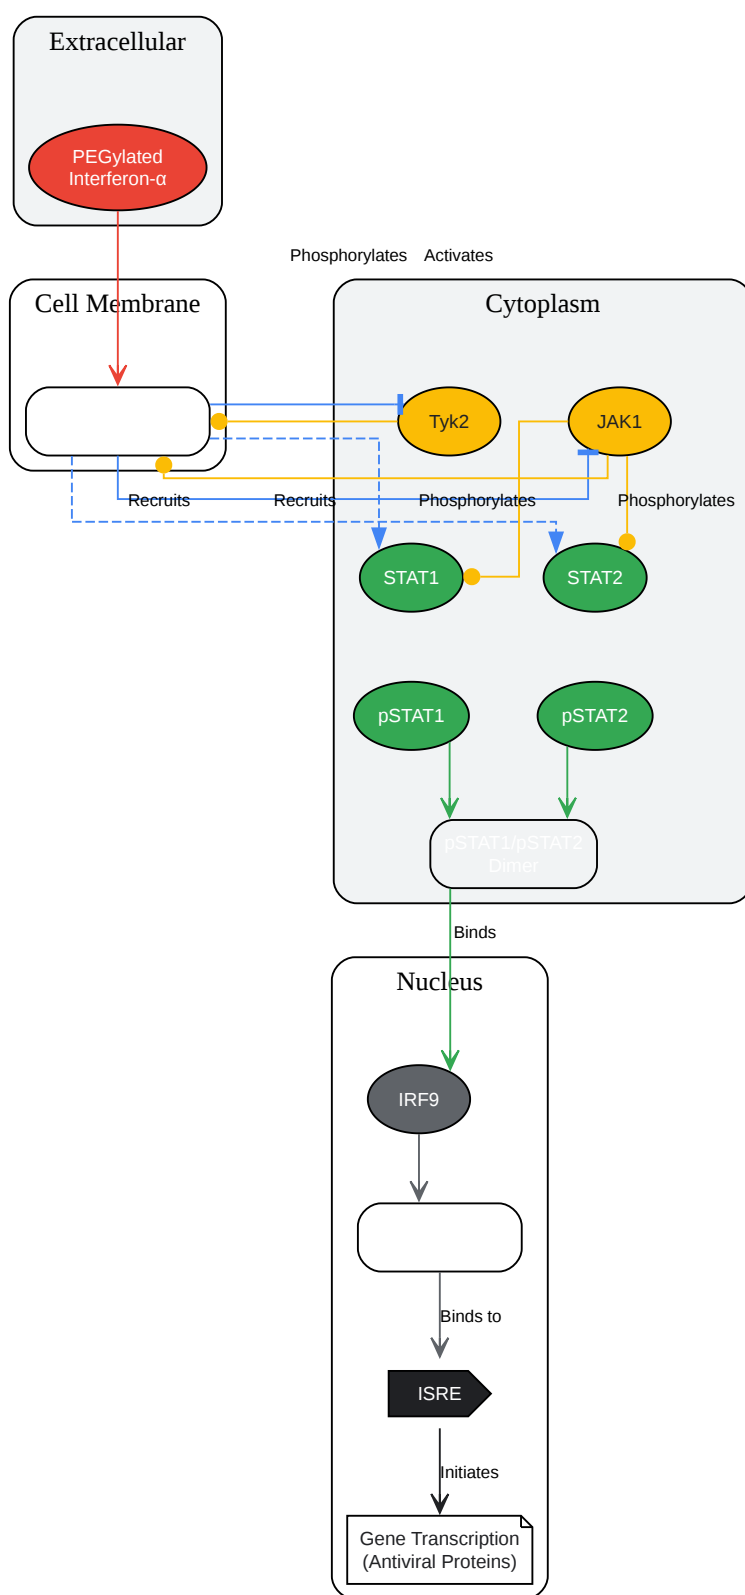 Extracellular
PEGylated
Interferon-α
Phosphorylates
Activates
Cell Membrane
Cytoplasm
Tyk2
JAK1
Recruits
Recruits
Phosphorylates
Phosphorylates
STAT1
STAT2
pSTAT1
pSTAT2
pSTAT1/pSTAT2
Dimer
Binds
Nucleus
IRF9
Binds to
ISRE
Initiates
Gene Transcription
(Antiviral Proteins)